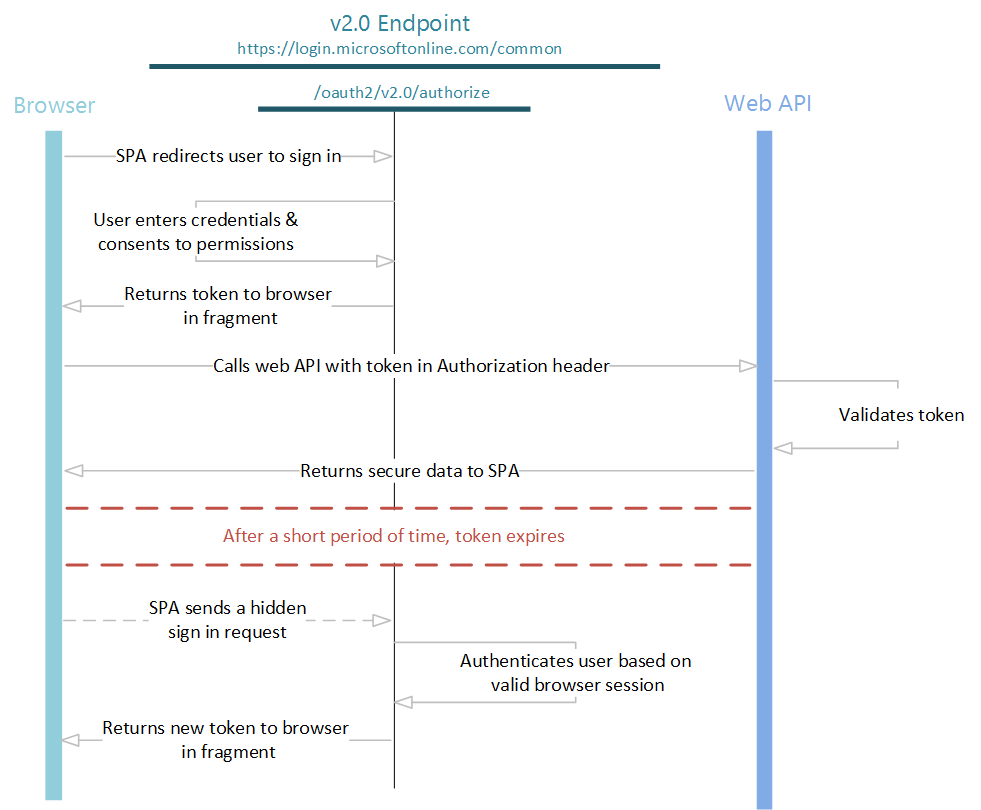 v2.0 Endpoint
https://login.microsoftonline.com/common
/oauth2/v2.0/authorize
Browser
Web API
SPA redirects user to sign in
User enters credentials &
consents to permissions
Returns token to browser
in fragment
Calls web API with token in Authorization header
Validates token
Returns secure data to SPA
After a short period of time, token expires
SPA sends a hidden
sign in request
Authenticates user based on
valid browser session
Returns new token to browser
in fragment